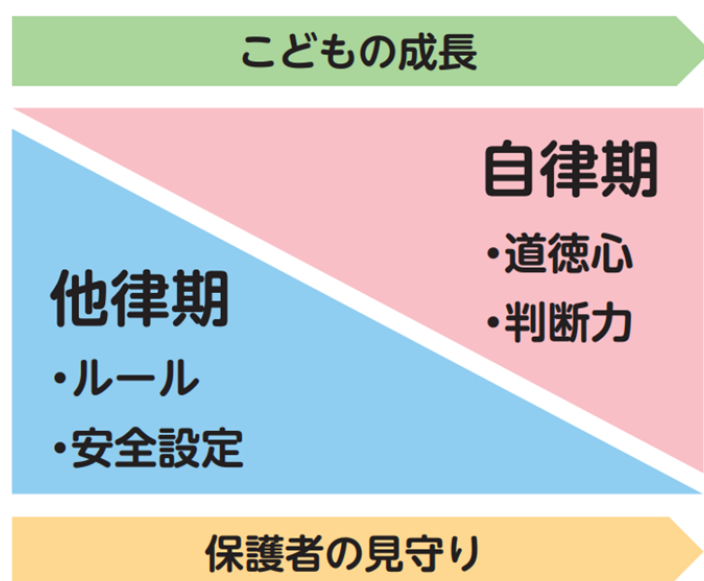 こどもの成長
自律期
・道徳心
・判断力
他律期
・ルール
・安全設定
保護者の見守り